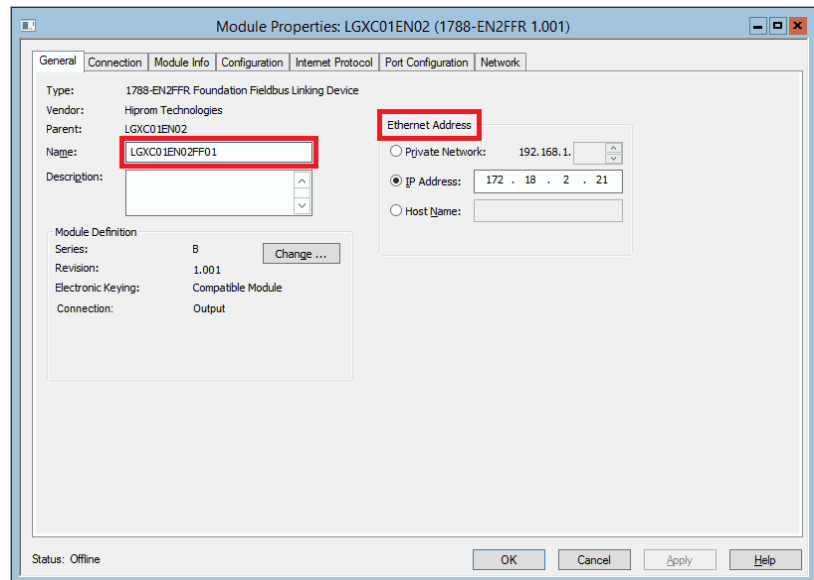 Module Properties: LGXC01EN02 (1788-EN2FFR 1.001)
General Connection Module Info Configuration Internet Protocol Port Configuration Network
Type: 1788-EN2FFR Foundation Fieldbus Linking Device
Vendor: Hiprom Technologies
Parent: LGXC01EN02
Name: LGXC01EN02FF01
Description:
Ethernet Address
Private Network: 192.168.1.
IP Address: 172 . 18 . 2 . 21
Host Name:
Module Definition
Series: B
Change ...
Revision: 1.001
Electronic Keying: Compatible Module
Connection: Output
Status: Offline
OK Cancel Apply Help